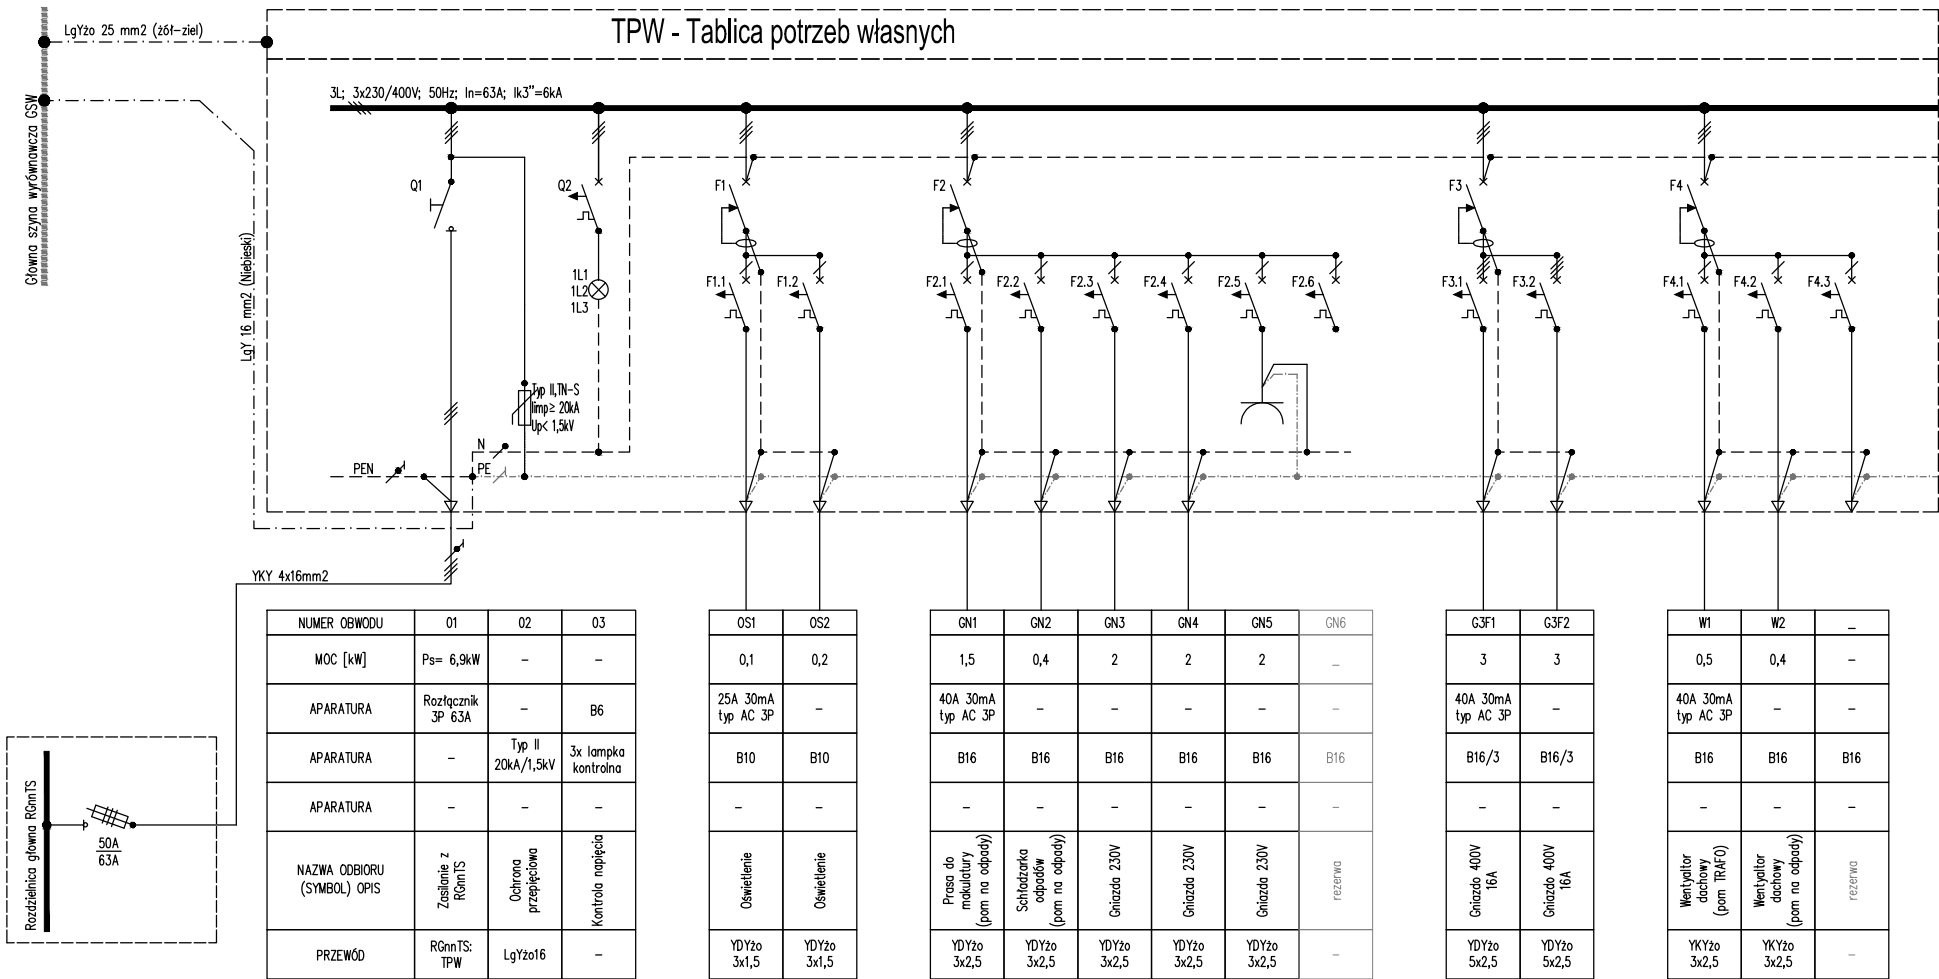 LgYżo 25 mm2 (żół-ziel)
TPW - Tablica potrzeb własnych
Główna szyna wyrównawcza GSW
3L; 3x230/400V; 50Hz; In=63A; Ik3"=6kA
LgY 16 mm2 (Niebieski)
Q1
Q2
F1
F2
F3
F4
1L1
1L2
1L3
F1.1
F1.2
F2.1
F2.2
F2.3
F2.4
F2.5
F2.6
F3.1
F3.2
F4.1
F4.2
F4.3
Typ II,TN-S
Iimp≥ 20kA
Up< 1,5kV
N
PEN
PE
YKY 4x16mm2
NUMER OBWODU 01 02 03 OS1 OS2 GN1 GN2 GN3 GN4 GN5 GN6 G3F1 G3F2 W1 W2 _
MOC [kW] Ps= 6,9kW - - 0,1 0,2 1,5 0,4 2 2 2 _ 3 3 0,5 0,4 -
APARATURA Rozłącznik 3P 63A - B6 25A 30mA typ AC 3P - 40A 30mA typ AC 3P - - - - - 40A 30mA typ AC 3P - 40A 30mA typ AC 3P - -
APARATURA - Typ II 20kA/1,5kV 3x lampka kontrolna B10 B10 B16 B16 B16 B16 B16 B16 B16/3 B16/3 B16 B16 B16
APARATURA - - - - - - - - - - - - - - - -
NAZWA ODBIORU (SYMBOL) OPIS Zasilanie z RGnnTS Ochrona przepięciowa Kontrola napięcia Oświetlenie Oświetlenie Prasa do makulatury (pom na odpady) Schładzarka odpadów (pom na odpady) Gniazda 230V Gniazda 230V Gniazda 230V rezerwa Gniazdo 400V 16A Gniazdo 400V 16A Wentyaltor dachowy (pom TRAFO) Wentyaltor dachowy (pom na odpady) rezerwa
PRZEWÓD RGnnTS: TPW LgYżo16 - YDYżo 3x1,5 YDYżo 3x1,5 YDYżo 3x2,5 YDYżo 3x2,5 YDYżo 3x2,5 YDYżo 3x2,5 YDYżo 3x2,5 - YDYżo 5x2,5 YDYżo 5x2,5 YKYżo 3x2,5 YKYżo 3x2,5 -
Rozdzielnica główna RGnnTS
50A
63A